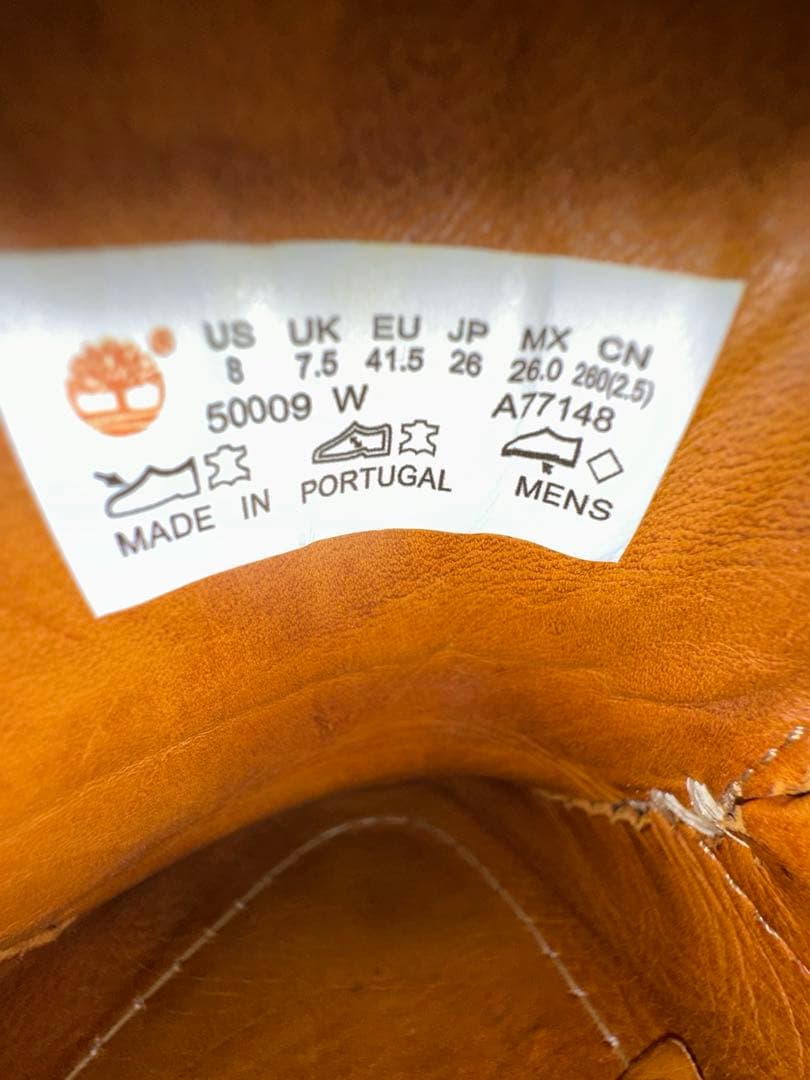 US UK EU JP MX CN
8 7.5 41.5 26 26.0 260(2.5)
50009 W A77148
MADE IN PORTUGAL MENS